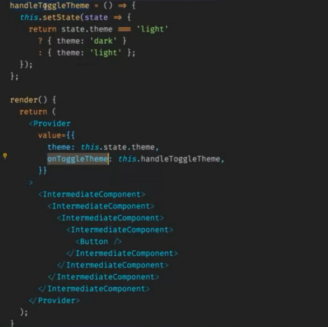 handleToggleTheme = () => {
this.setState(state => {
return state.theme === 'light'
? { theme: 'dark' }
: { theme: 'light' };
});
};
render() {
return (
<Provider
value={{
theme: this.state.theme,
onToggleTheme: this.handleToggleTheme,
}}
>
<IntermediateComponent>
<IntermediateComponent>
<IntermediateComponent>
<IntermediateComponent>
<Button />
</IntermediateComponent>
</IntermediateComponent>
</IntermediateComponent>
</IntermediateComponent>
</Provider>
);
}